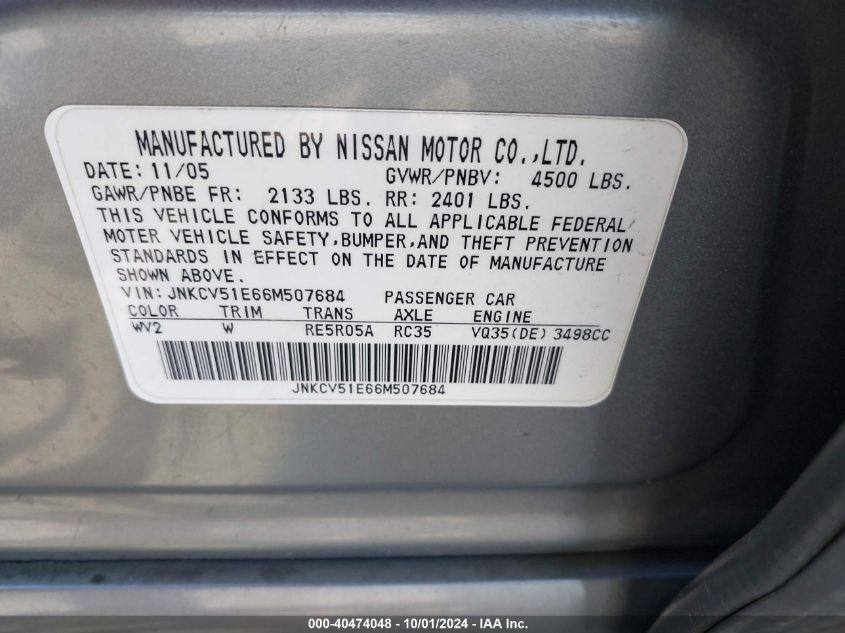 MANUFACTURED BY NISSAN MOTOR CO.,LTD.
DATE: 11/05 GVWR/PNBV: 4500 LBS.
GAWR/PNBE FR: 2133 LBS. RR: 2401 LBS.
THIS VEHICLE CONFORMS TO ALL APPLICABLE FEDERAL
MOTER VEHICLE SAFETY,BUMPER,AND THEFT PREVENTION
STANDARDS IN EFFECT ON THE DATE OF MANUFACTURE
SHOWN ABOVE.
VIN: JNKCV51E66M507684 PASSENGER CAR
COLOR TRIM TRANS AXLE ENGINE
WV2 W RE5R05A RC35 VQ35(DE) 3498CC
JNKCV51E66M507684
000-40474048 - 10/01/2024 - IAA Inc.